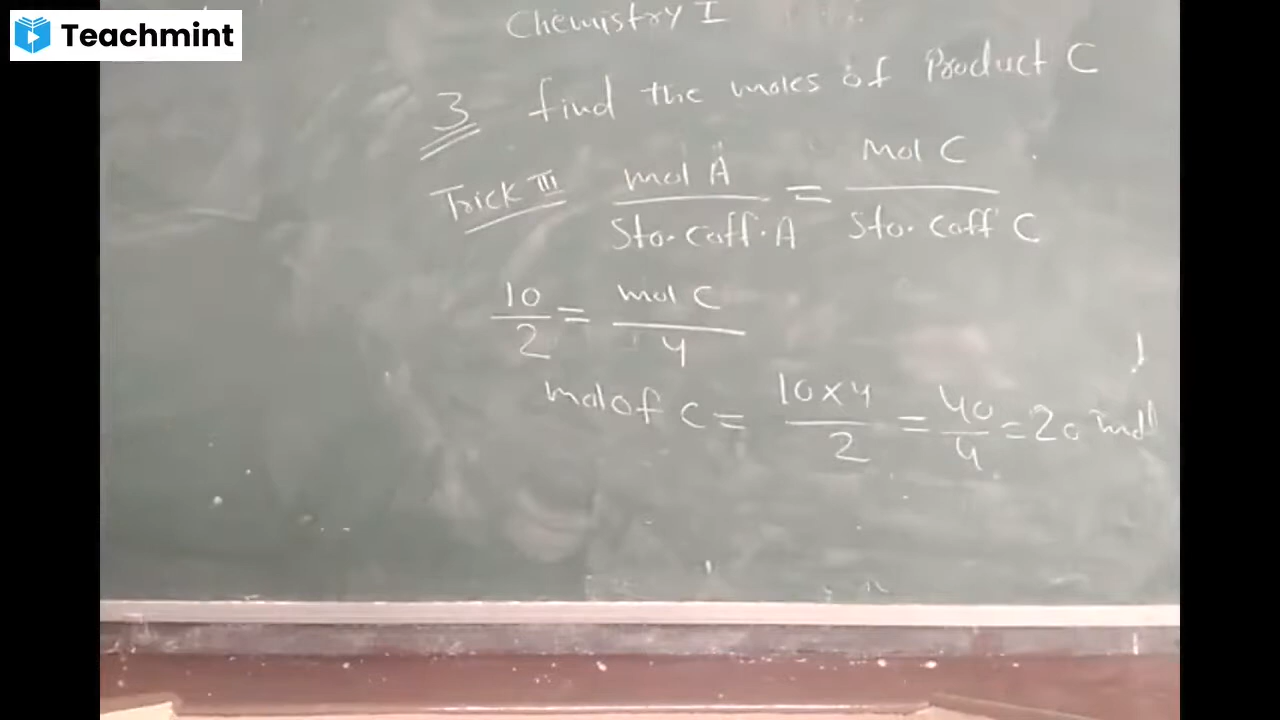 Teachmint
Chemistry I
3 find the moles of Product C
Trick III mol A / Sto. Coff. A = Mol C / Sto. Coff C
10/2 = mol C / 4
mol of C = 10 x 4 / 2 = 40/4 = 20 mol